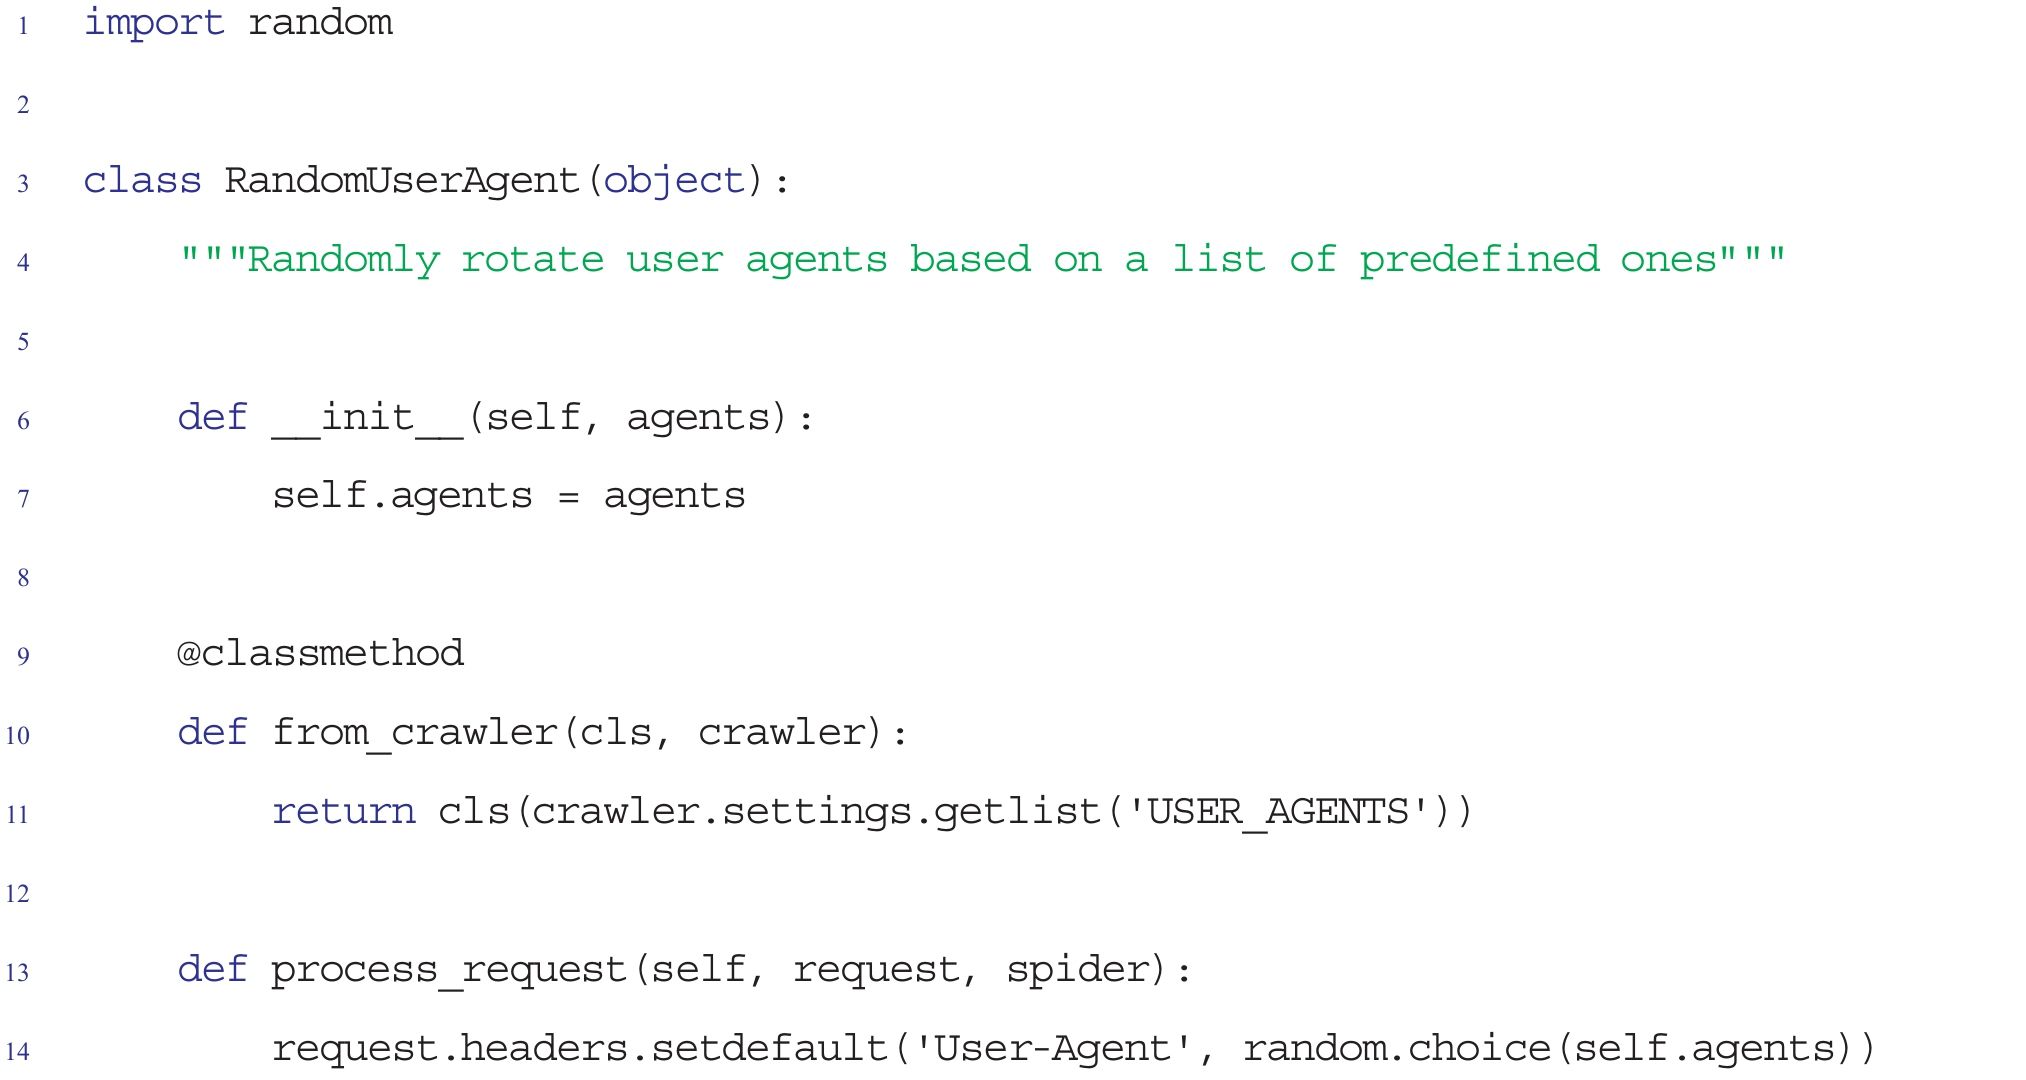 1 import random
2
3 class RandomUserAgent(object):
4     """Randomly rotate user agents based on a list of predefined ones"""
5
6     def __init__(self, agents):
7         self.agents = agents
8
9     @classmethod
10     def from_crawler(cls, crawler):
11         return cls(crawler.settings.getlist('USER_AGENTS'))
12
13     def process_request(self, request, spider):
14         request.headers.setdefault('User-Agent', random.choice(self.agents))